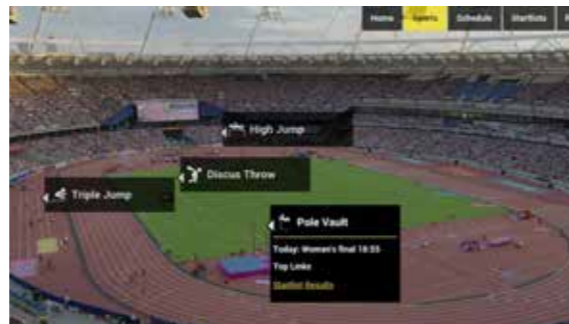 Home Sports Schedule Startlists
High Jump
Discus Throw
Triple Jump
Pole Vault
Today: Women's final 18:55
Top Links
Startlist Results